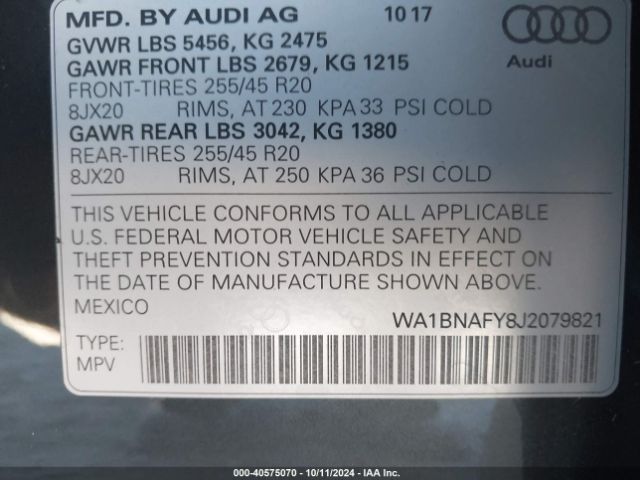 MFD. BY AUDI AG 10 17
GVWR LBS 5456, KG 2475
GAWR FRONT LBS 2679, KG 1215
Audi
FRONT-TIRES 255/45 R20
8JX20 RIMS, AT 230 KPA 33 PSI COLD
GAWR REAR LBS 3042, KG 1380
REAR-TIRES 255/45 R20
8JX20 RIMS, AT 250 KPA 36 PSI COLD
THIS VEHICLE CONFORMS TO ALL APPLICABLE
U.S. FEDERAL MOTOR VEHICLE SAFETY AND
THEFT PREVENTION STANDARDS IN EFFECT ON
THE DATE OF MANUFACTURE SHOWN ABOVE.
MEXICO
WA1BNAFY8J2079821
TYPE:
MPV
000-40575070 - 10/11/2024 - IAA Inc.